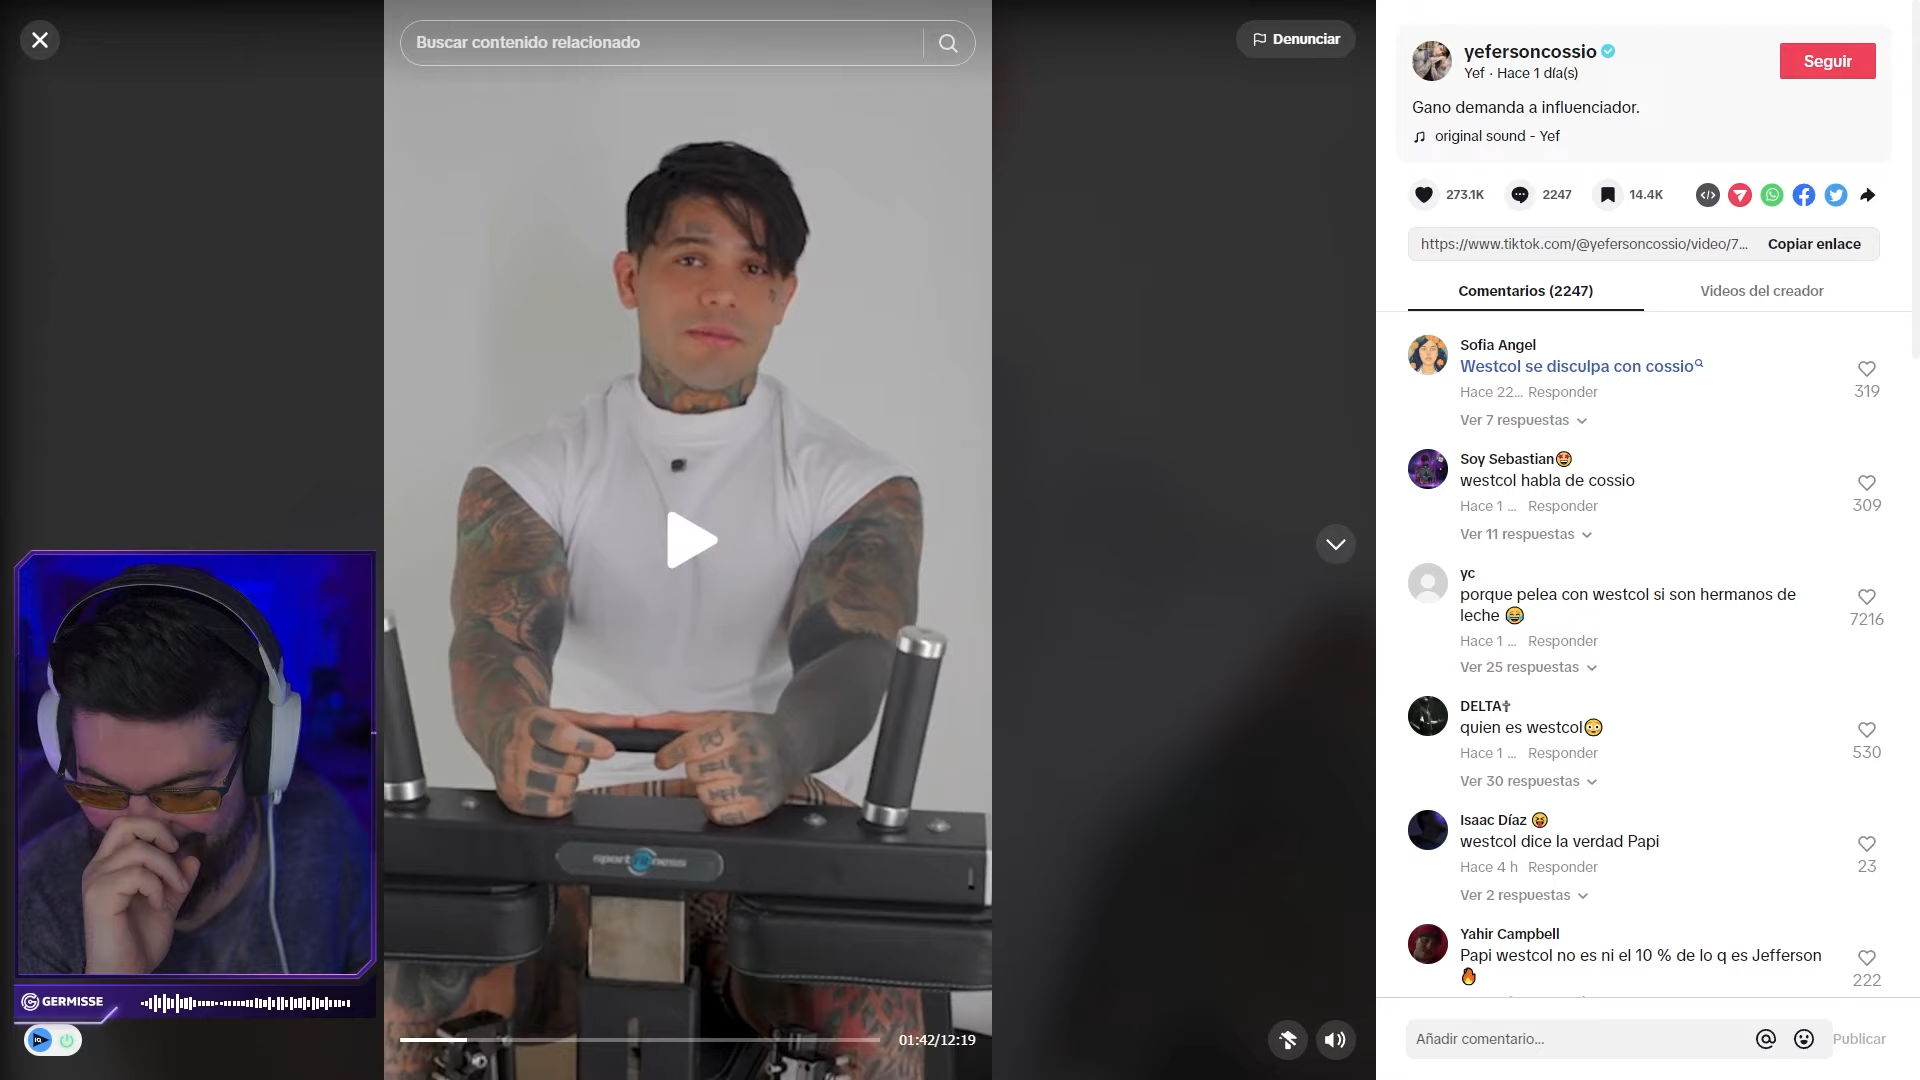 Buscar contenido relacionado
Denunciar
yefersoncossio
Yef · Hace 1 día(s)
Seguir
Gano demanda a influenciador.
original sound - Yef
273.1K
2247
14.4K
https://www.tiktok.com/@yefersoncossio/video/7...
Copiar enlace
Comentarios (2247)
Videos del creador
Sofia Angel
Westcol se disculpa con cossio
Hace 22... Responder
319
Ver 7 respuestas
Soy Sebastian🤩
westcol habla de cossio
Hace 1 ... Responder
309
Ver 11 respuestas
yc
porque pelea con westcol si son hermanos de
leche 😂
Hace 1 ... Responder
7216
Ver 25 respuestas
DELTA✝
quien es westcol😳
Hace 1 ... Responder
530
Ver 30 respuestas
Isaac Díaz 😝
westcol dice la verdad Papi
Hace 4 h Responder
23
Ver 2 respuestas
Yahir Campbell
Papi westcol no es ni el 10 % de lo q es Jefferson
🔥
222
Añadir comentario...
Publicar
sport fitness
GERMISSE
IQ
01:42/12:19